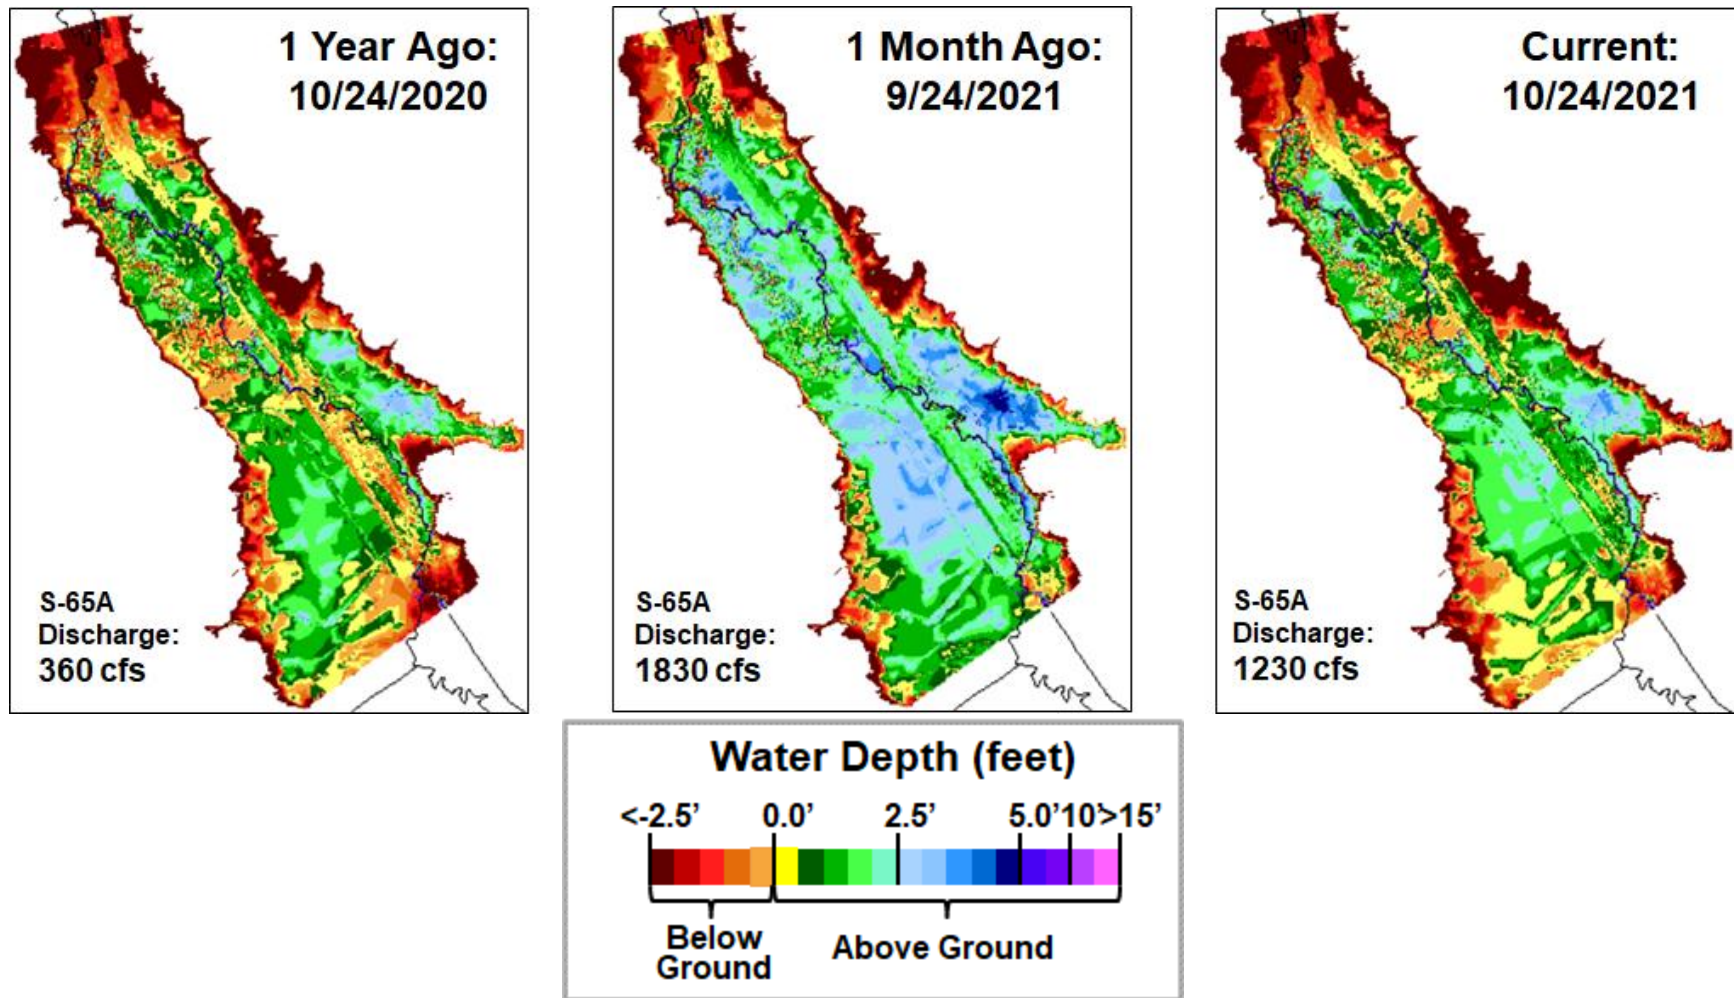 1 Year Ago:
10/24/2020
S-65A
Discharge:
360 cfs
1 Month Ago:
9/24/2021
S-65A
Discharge:
1830 cfs
Current:
10/24/2021
S-65A
Discharge:
1230 cfs
Water Depth (feet)
<-2.5’ 0.0’ 2.5’ 5.0’10’>15’
Below
Ground
Above Ground